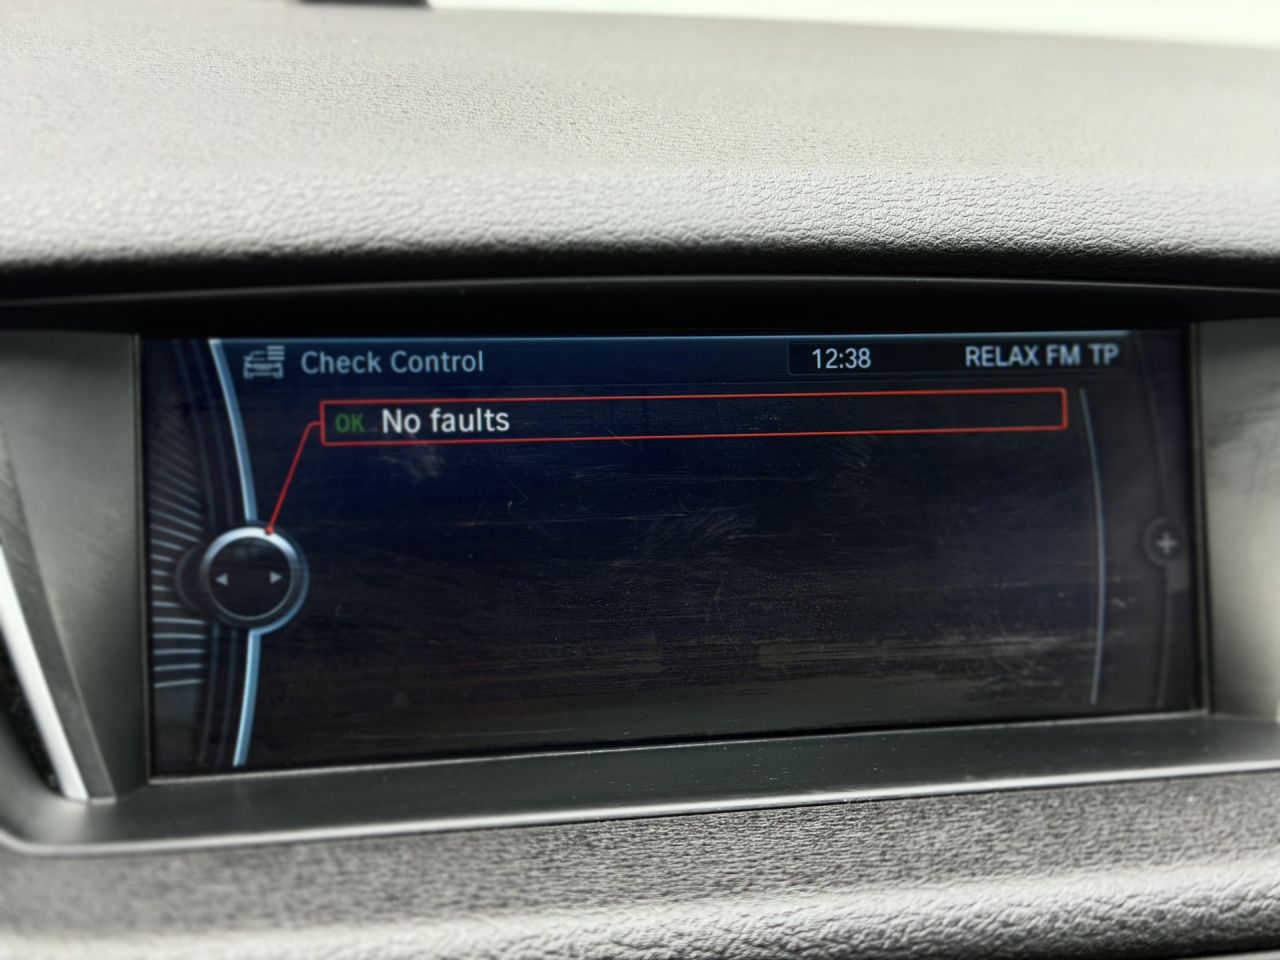 Check Control
12:38
RELAX FM TP
OK No faults